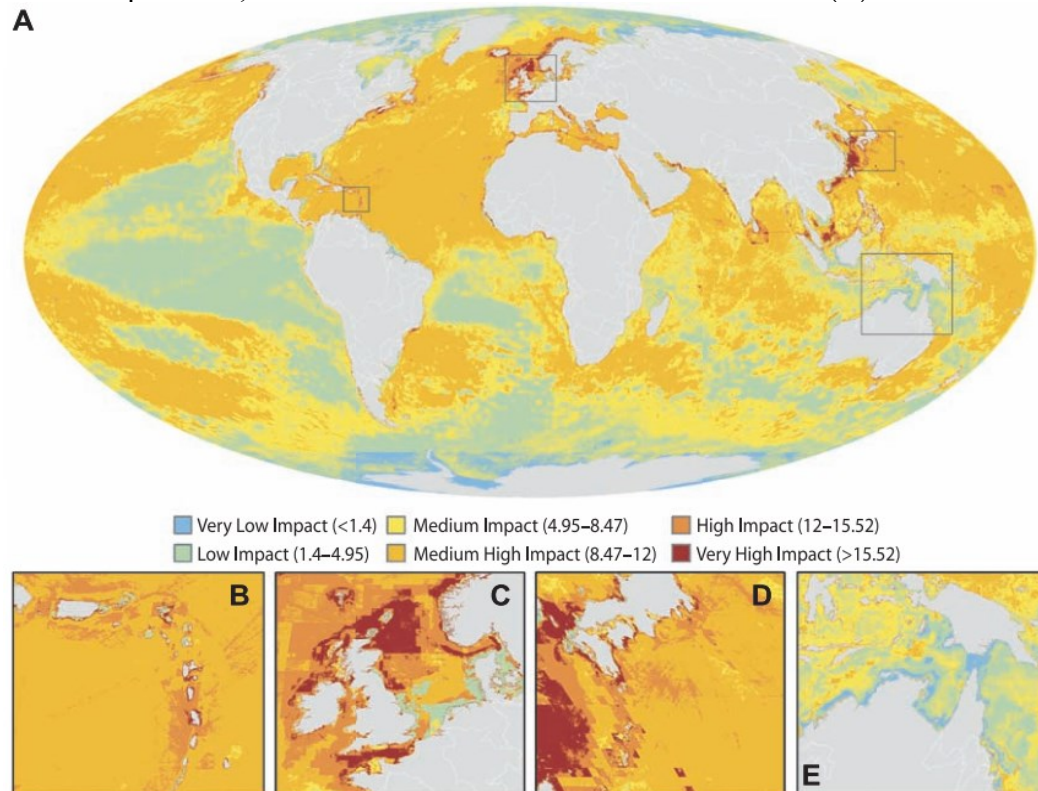 A
Very Low Impact (<1.4)
Medium Impact (4.95–8.47)
High Impact (12–15.52)
Low Impact (1.4–4.95)
Medium High Impact (8.47–12)
Very High Impact (>15.52)
B
C
D
E